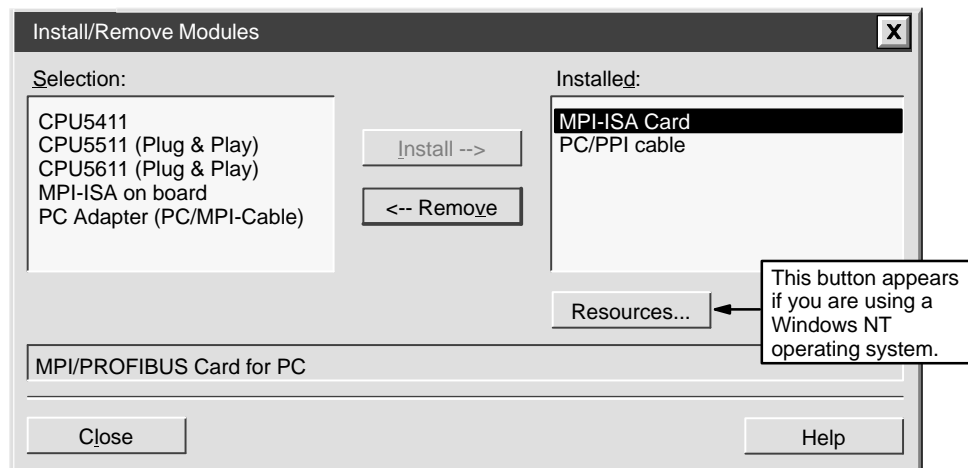 Install/Remove Modules
X
Selection:
Installed:
CPU5411
CPU5511 (Plug & Play)
CPU5611 (Plug & Play)
MPI-ISA on board
PC Adapter (PC/MPI-Cable)
Install -->
<-- Remove
MPI-ISA Card
PC/PPI cable
Resources...
This button appears
if you are using a
Windows NT
operating system.
MPI/PROFIBUS Card for PC
Close
Help